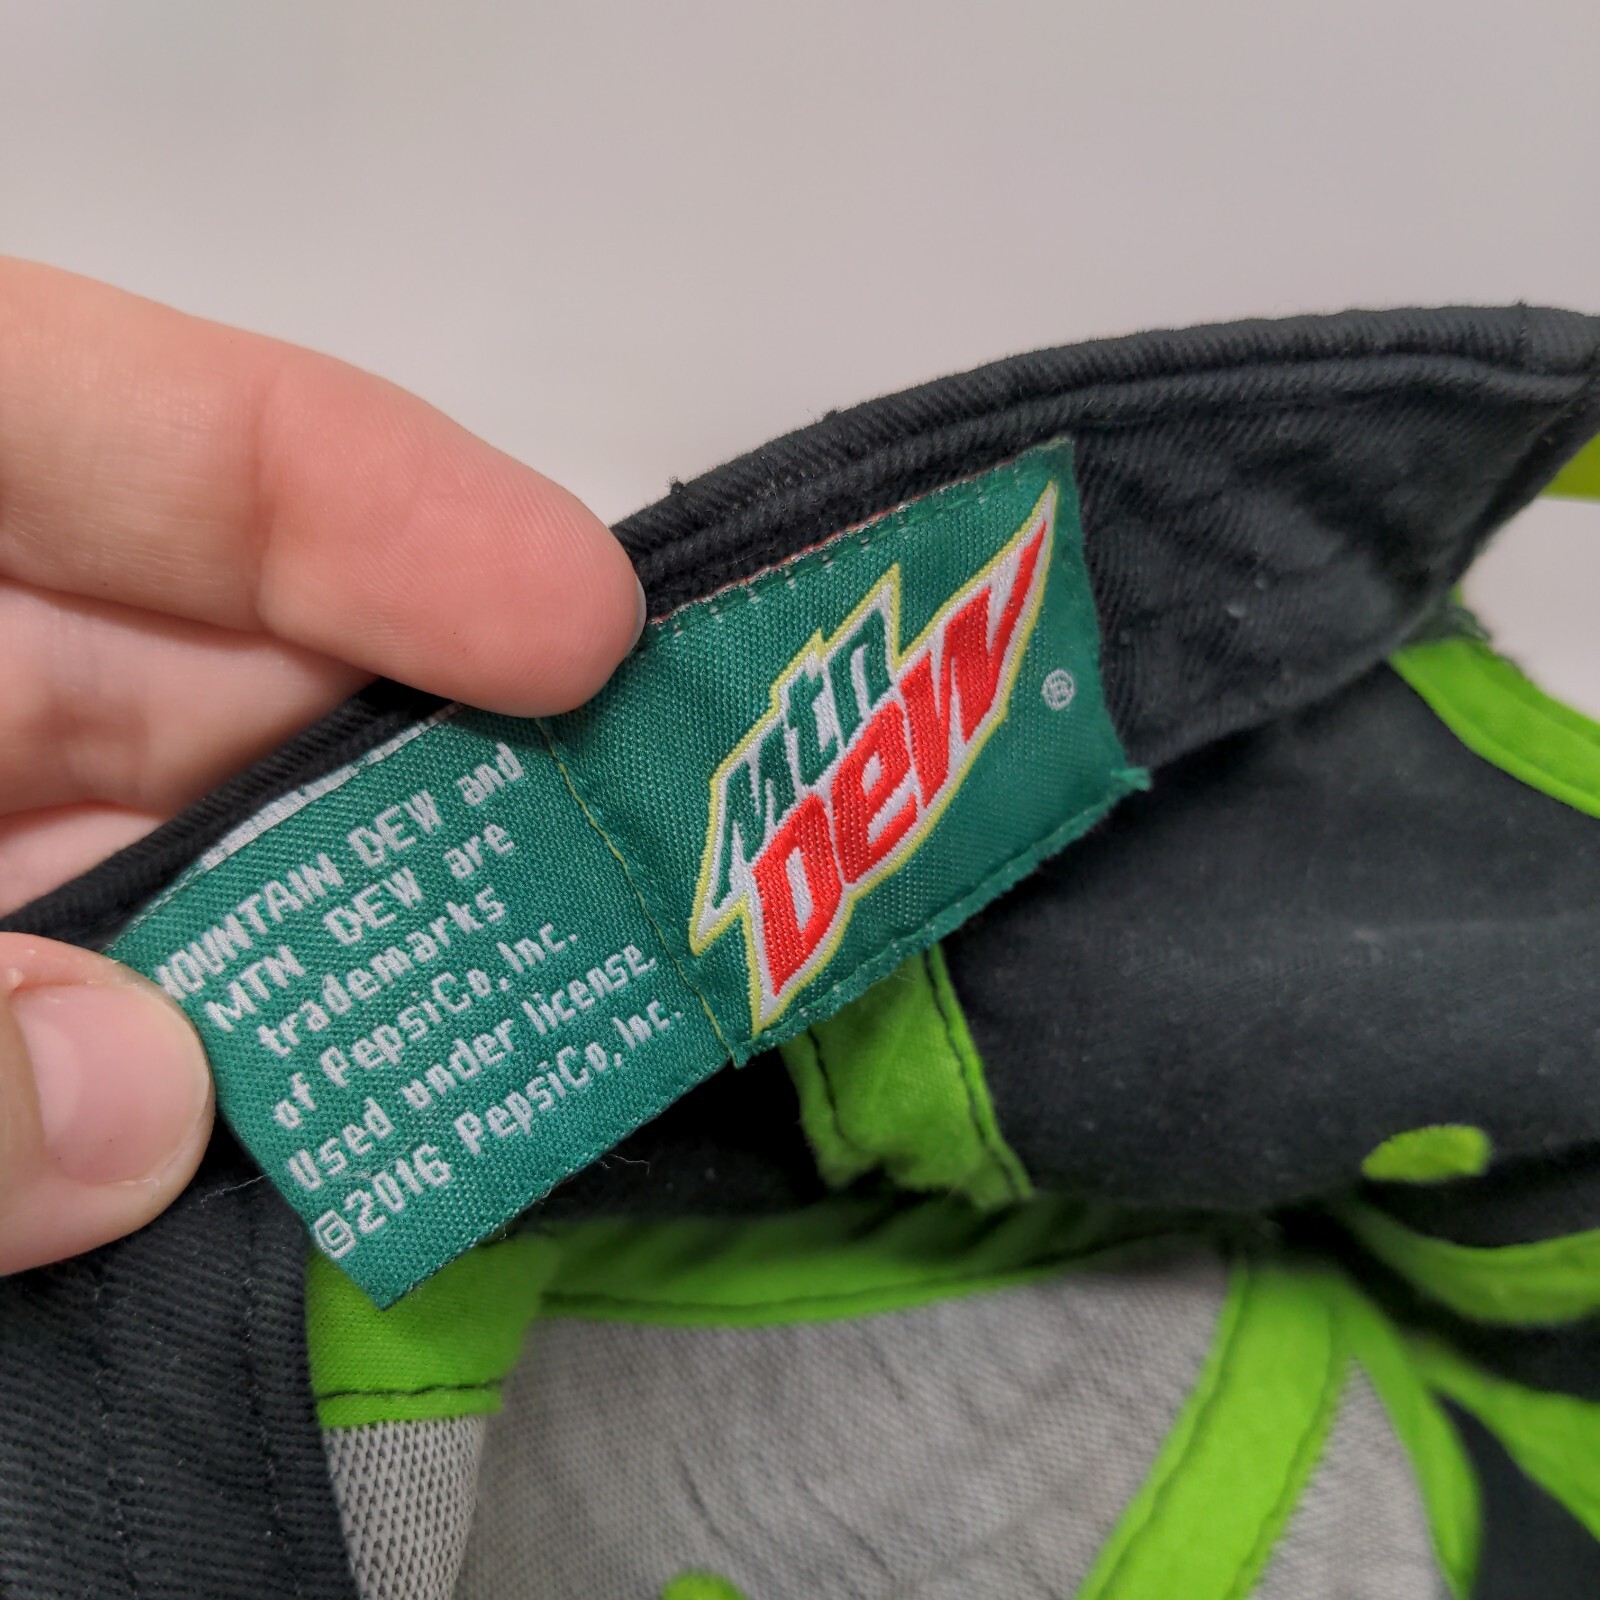 MOUNTAIN DEW and
MTN DEW are
trademarks
of PepsiCo, Inc.
Used under license.
©2016 PepsiCo, Inc.
Mtn
DEW
®